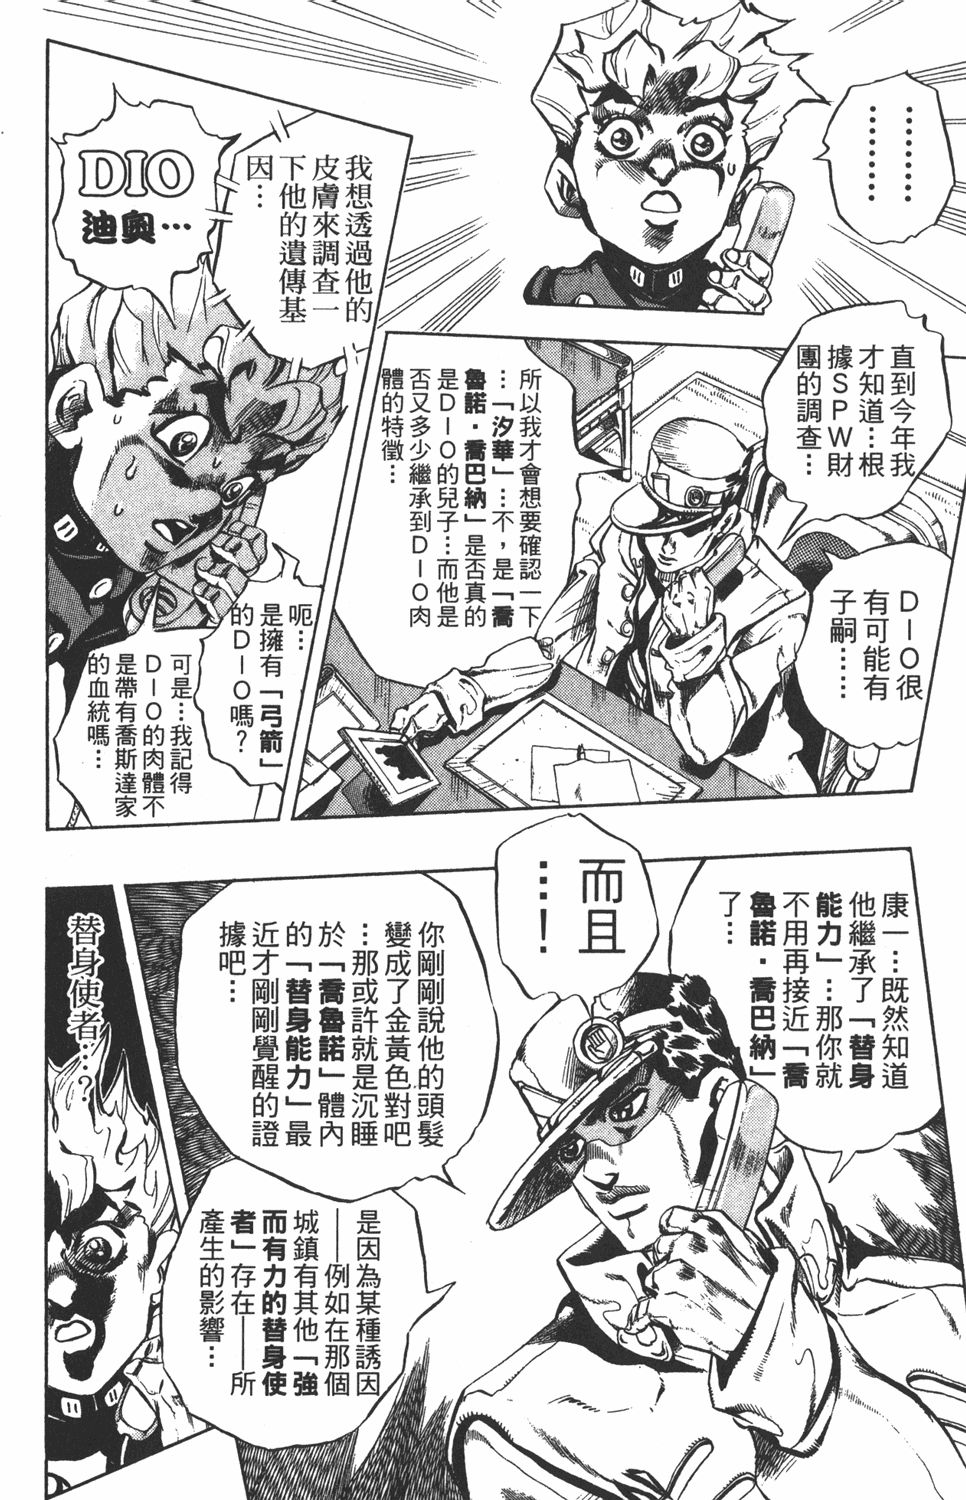 …………
…………
直到今年我
才知道…根
據SPW財
團的調查…
DIO很
有可能有
子嗣……
所以我才會想要確認一下
…「汐華」…不，是「喬
魯諾．喬巴納」是否真的
是DIO的兒子…而他是
否又多少繼承到DIO肉
體的特徵…
我想透過他的
皮膚來調查一
下他的遺傳基
因…
DIO
迪奧…
呃…
是擁有「弓箭」
的DIO嗎？
可是…我記得
DIO的肉體不
是帶有喬斯達家
的血統嗎…
康一…既然知道
他繼承了「替身
能力」…那你就
不用再接近「喬
魯諾．喬巴納」
了…
而且
…！
你剛剛說他的頭髮
變成了金黃色對吧
…那或許就是沉睡
於「喬魯諾」體內
的「替身能力」最
近才剛剛覺醒的證
據吧…
是因為某種誘因
——例如在那個
城鎮有其他「強
而有力的替身使
者」存在——所
產生的影響…
替身使者…？